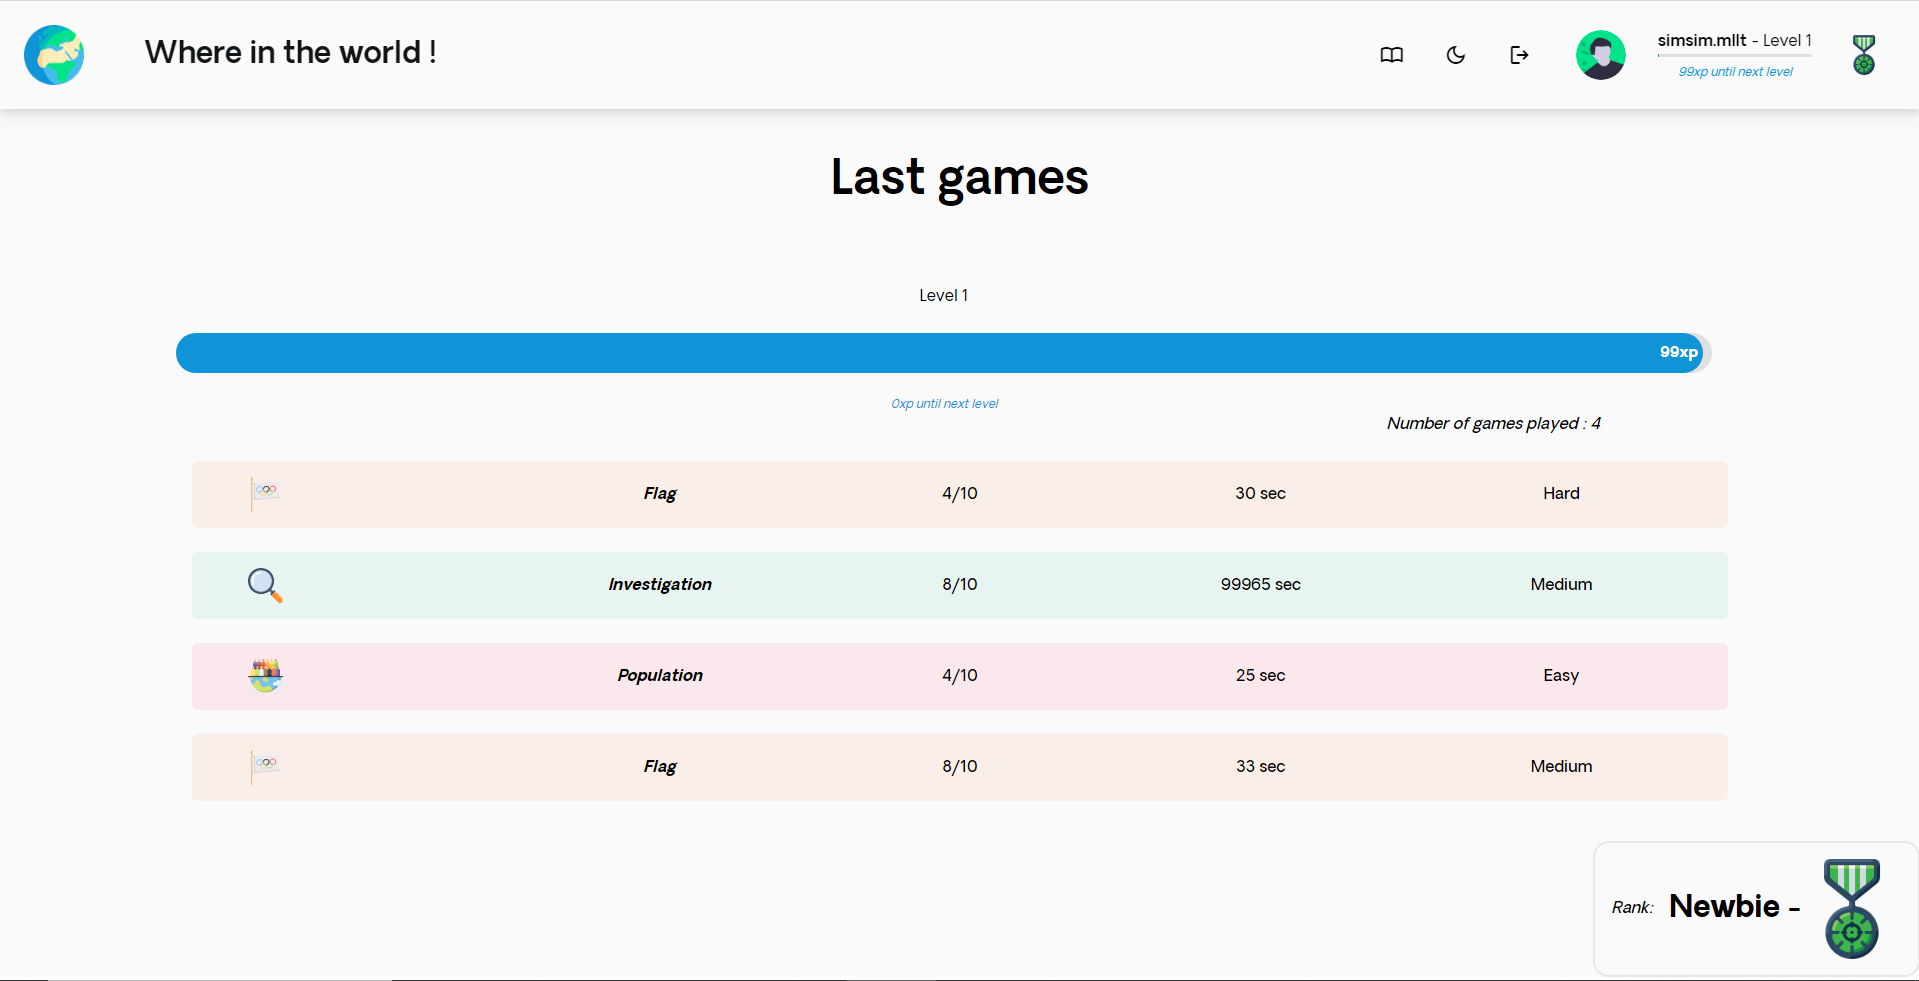 Where in the world !
simsim.mllt - Level 1
99xp until next level
Last games
Level 1
99xp
0xp until next level
Number of games played : 4
Flag 4/10 30 sec Hard
Investigation 8/10 99965 sec Medium
Population 4/10 25 sec Easy
Flag 8/10 33 sec Medium
Rank: Newbie -